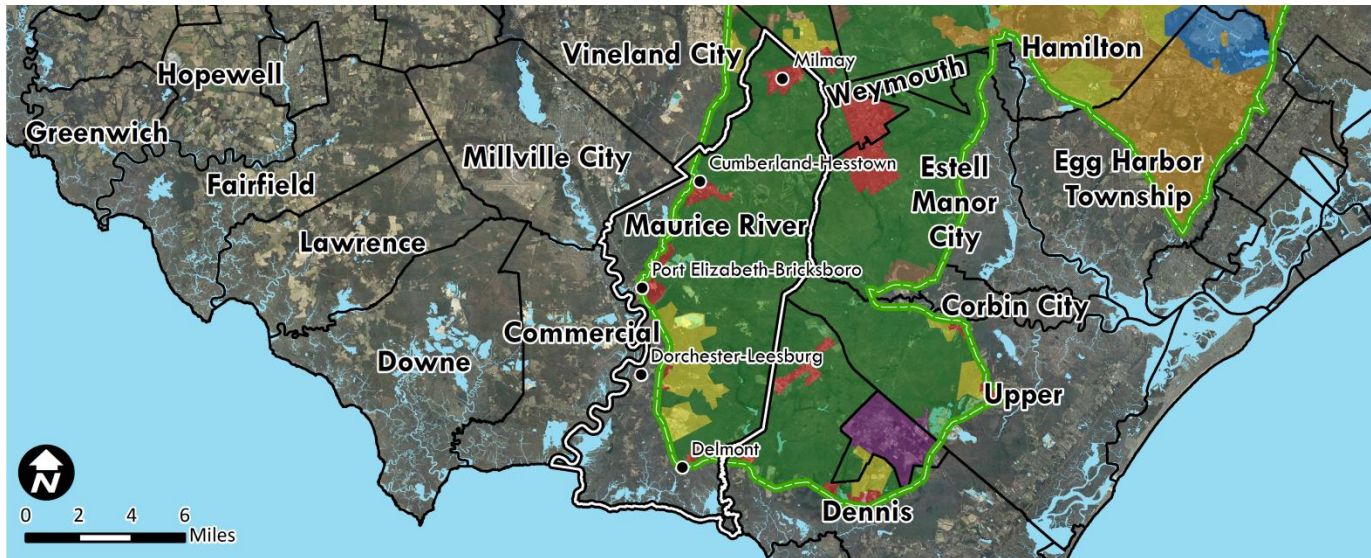 Vineland City
Hamilton
Milmay
Hopewell
Weymouth
Greenwich
Millville City
Cumberland-Hesstown
Fairfield
Estell
Manor
City
Egg Harbor
Township
Maurice River
Lawrence
Port Elizabeth-Bricksboro
Corbin City
Commercial
Dorchester-Leesburg
Downe
Upper
Delmont
Dennis
N
0 2 4 6
Miles